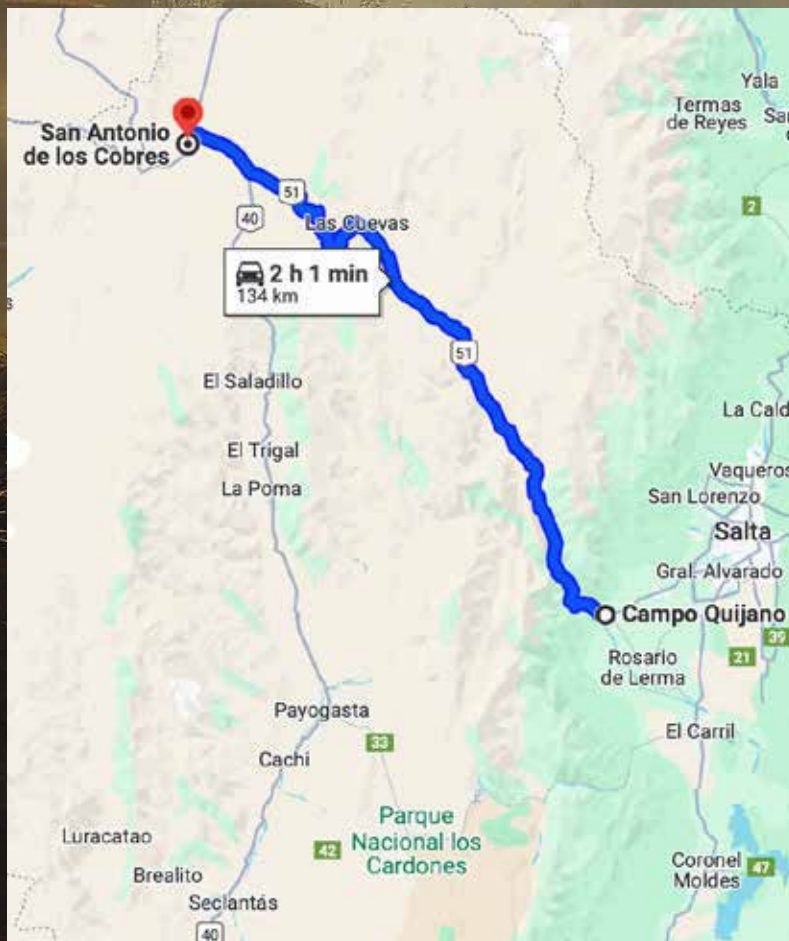 Yala
Termas
de Reyes
San Antonio
de los Cobres
2
51
40
Las Cuevas
2 h 1 min
134 km
51
El Saladillo
El Trigal
La Poma
Vaqueros
San Lorenzo
Salta
Gral. Alvarado
Campo Quijano
39
21
Rosario
de Lerma
Payogasta
El Carril
33
Cachi
Parque
Nacional los
Cardones
Luracatao
42
Coronel
Moldes
47
Brealito
Seclantás
40